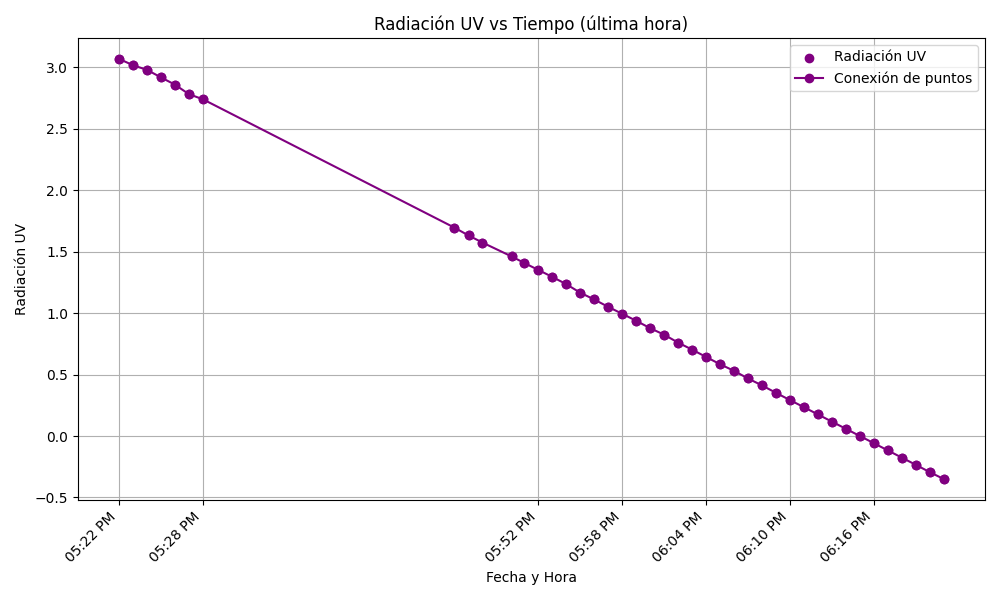 Radiación UV vs Tiempo (última hora)
Radiación UV
Conexión de puntos
Radiación UV
3.0
2.5
2.0
1.5
1.0
0.5
0.0
−0.5
05:22 PM
05:28 PM
05:52 PM
05:58 PM
06:04 PM
06:10 PM
06:16 PM
Fecha y Hora